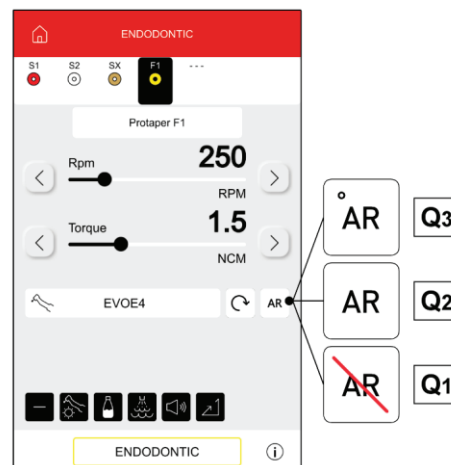 ENDODONTIC
S1 S2 SX F1 ---
Protaper F1
Rpm 250
RPM
Torque 1.5
NCM
EVOE4 AR
AR Q3
AR Q2
AR Q1
1
ENDODONTIC i